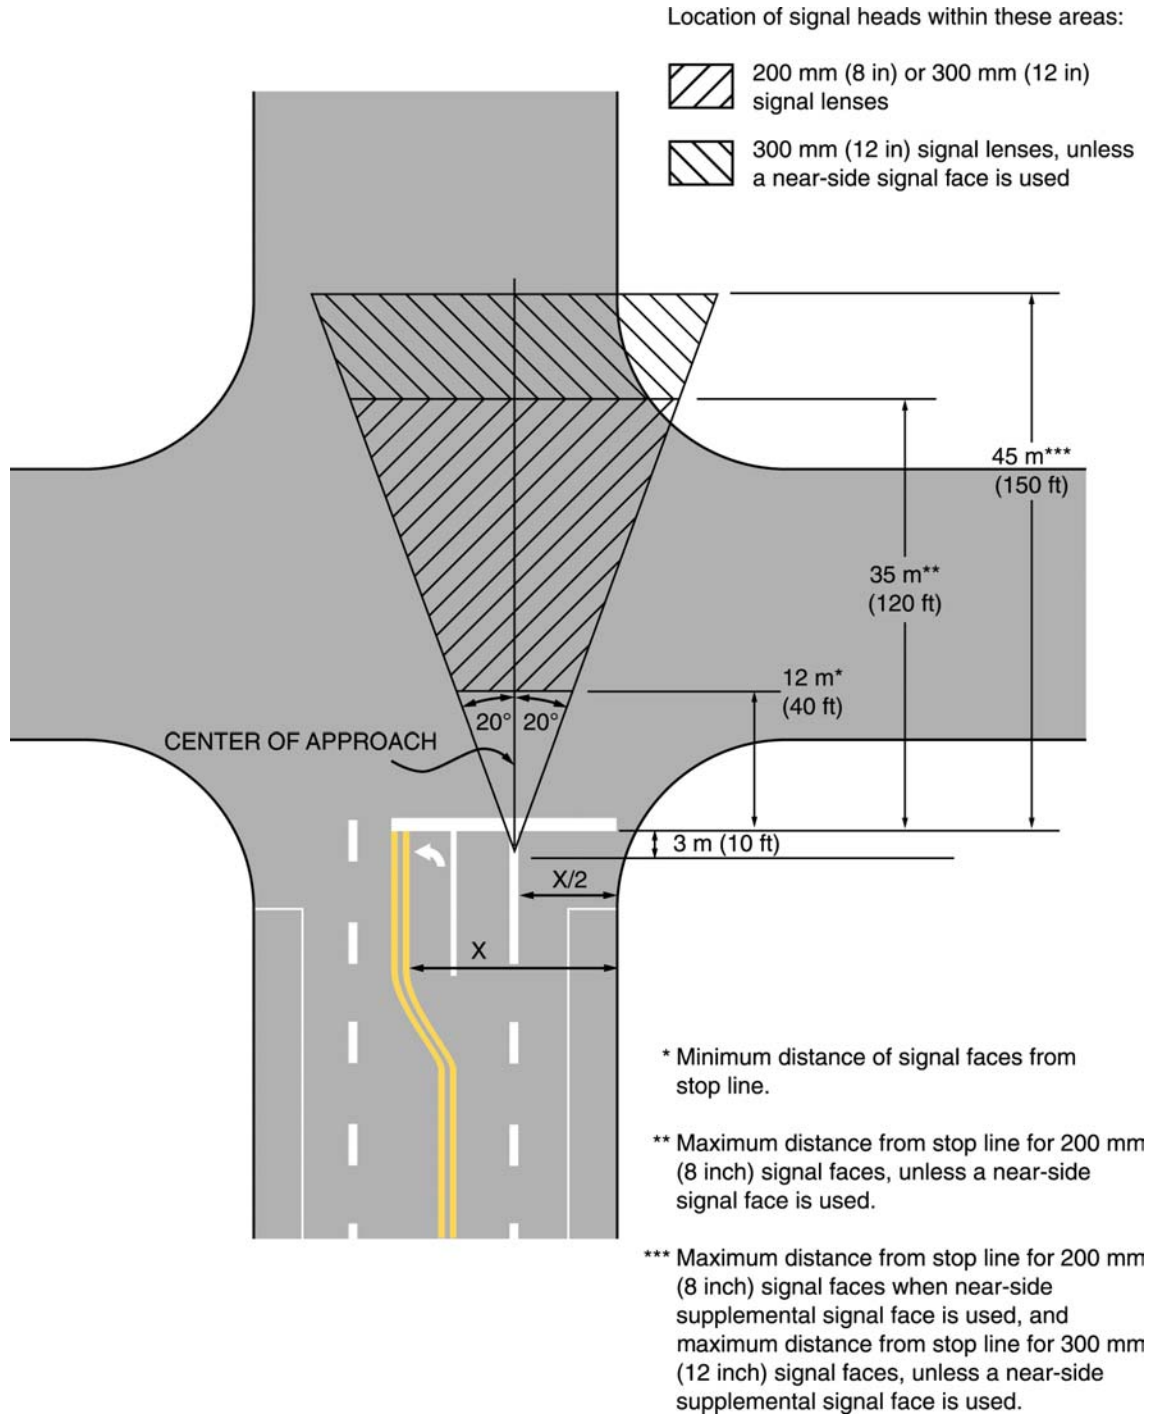 Location of signal heads within these areas:
200 mm (8 in) or 300 mm (12 in)
signal lenses
300 mm (12 in) signal lenses, unless
a near-side signal face is used
45 m***
(150 ft)
35 m**
(120 ft)
12 m*
(40 ft)
20° 20°
CENTER OF APPROACH
3 m (10 ft)
X/2
X
* Minimum distance of signal faces from
stop line.
** Maximum distance from stop line for 200 mm
(8 inch) signal faces, unless a near-side
signal face is used.
*** Maximum distance from stop line for 200 mm
(8 inch) signal faces when near-side
supplemental signal face is used, and
maximum distance from stop line for 300 mm
(12 inch) signal faces, unless a near-side
supplemental signal face is used.